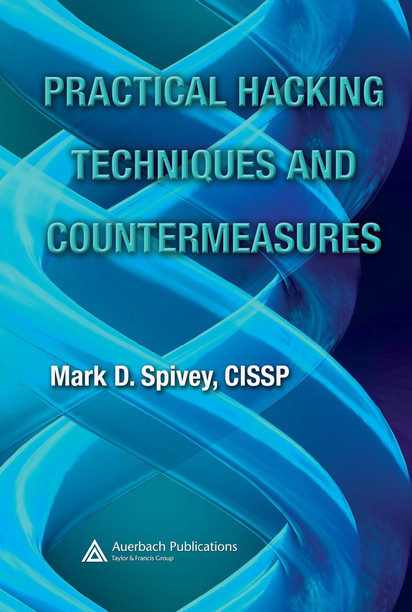 PRACTICAL HACKING
TECHNIQUES AND
COUNTERMEASURES
Mark D. Spivey, CISSP
Auerbach Publications
Taylor & Francis Group